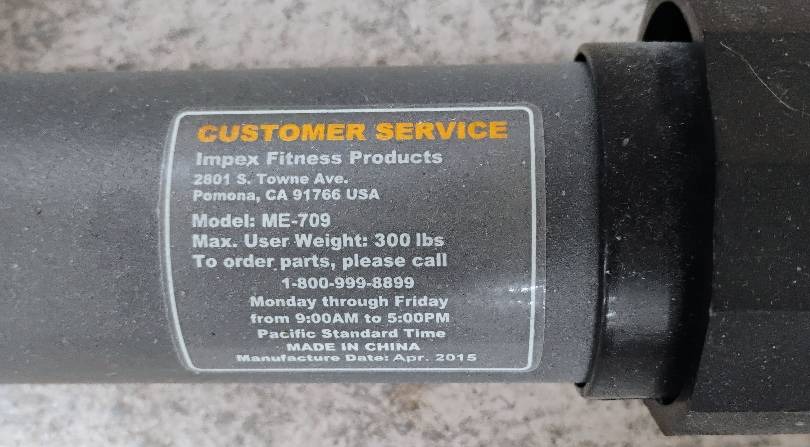 CUSTOMER SERVICE
Impex Fitness Products
2801 S. Towne Ave.
Pomona, CA 91766 USA
Model: ME-709
Max. User Weight: 300 lbs
To order parts, please call
1-800-999-8899
Monday through Friday
from 9:00AM to 5:00PM
Pacific Standard Time
MADE IN CHINA
Manufacture Date: Apr. 2015